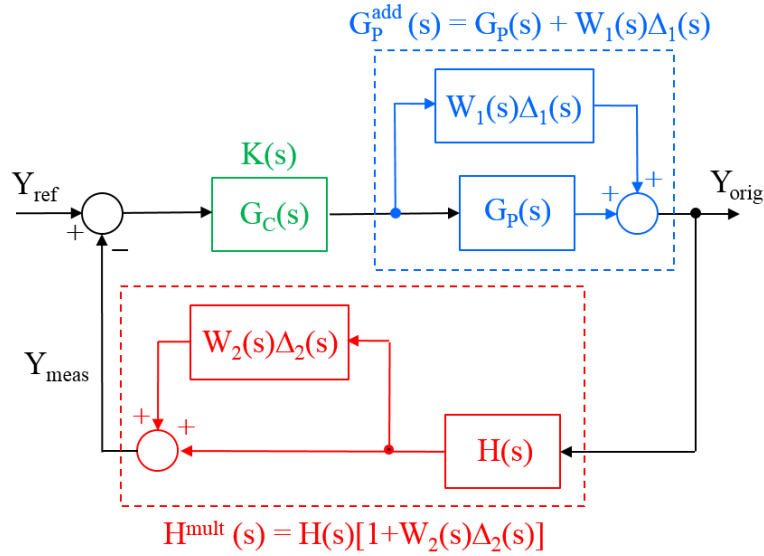 G_P^add (s) = G_P(s) + W_1(s)Δ_1(s)
W_1(s)Δ_1(s)
K(s)
Y_ref
+
−
G_C(s)
G_P(s)
+
+
Y_orig
W_2(s)Δ_2(s)
Y_meas
+
+
H(s)
H^mult (s) = H(s)[1+W_2(s)Δ_2(s)]